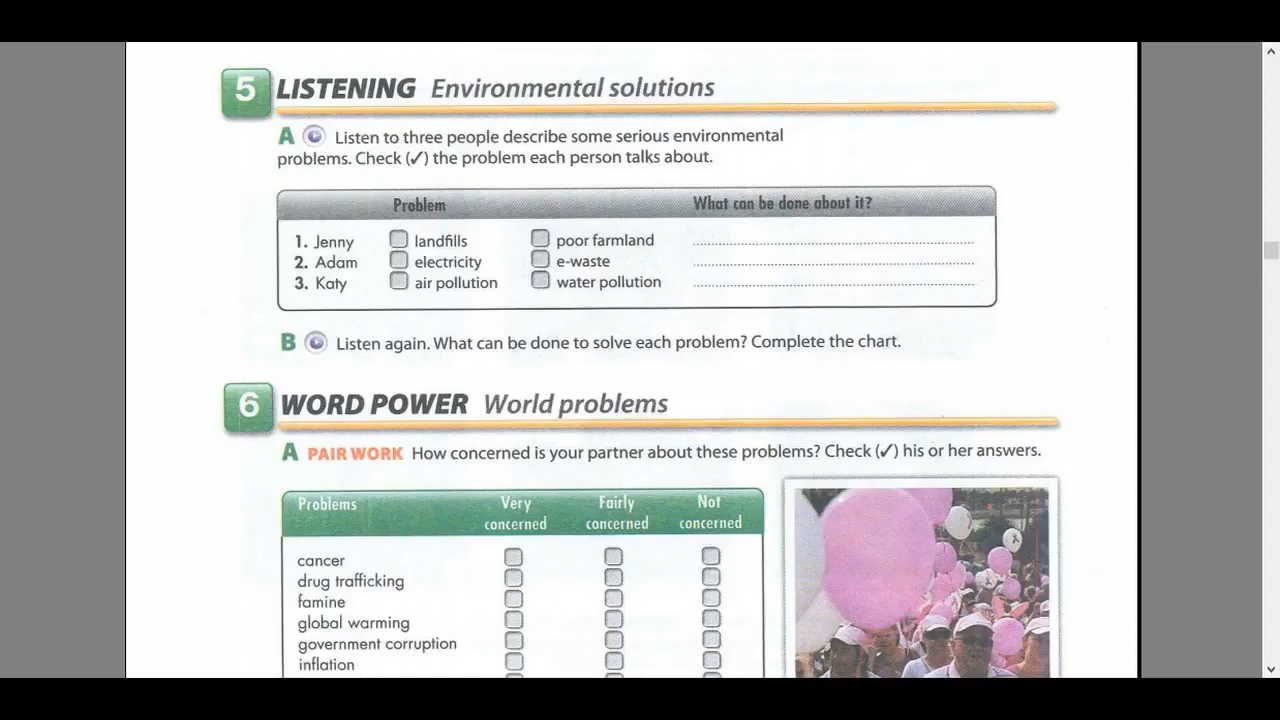 5 LISTENING Environmental solutions
A Listen to three people describe some serious environmental
problems. Check (✓) the problem each person talks about.
Problem What can be done about it?
1. Jenny landfills poor farmland
2. Adam electricity e-waste
3. Katy air pollution water pollution
B Listen again. What can be done to solve each problem? Complete the chart.
6 WORD POWER World problems
A PAIR WORK How concerned is your partner about these problems? Check (✓) his or her answers.
Problems Very concerned Fairly concerned Not concerned
cancer
drug trafficking
famine
global warming
government corruption
inflation